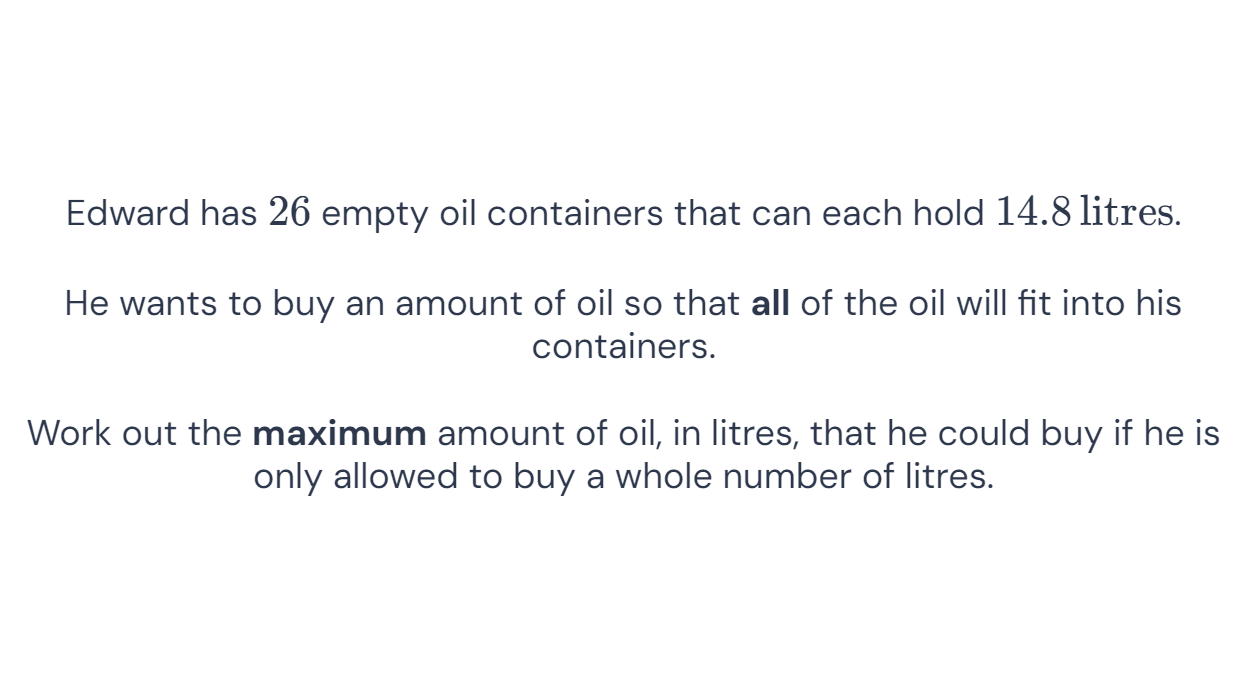 Edward has 26 empty oil containers that can each hold 14.8 litres.
He wants to buy an amount of oil so that all of the oil will fit into his
containers.
Work out the maximum amount of oil, in litres, that he could buy if he is
only allowed to buy a whole number of litres.